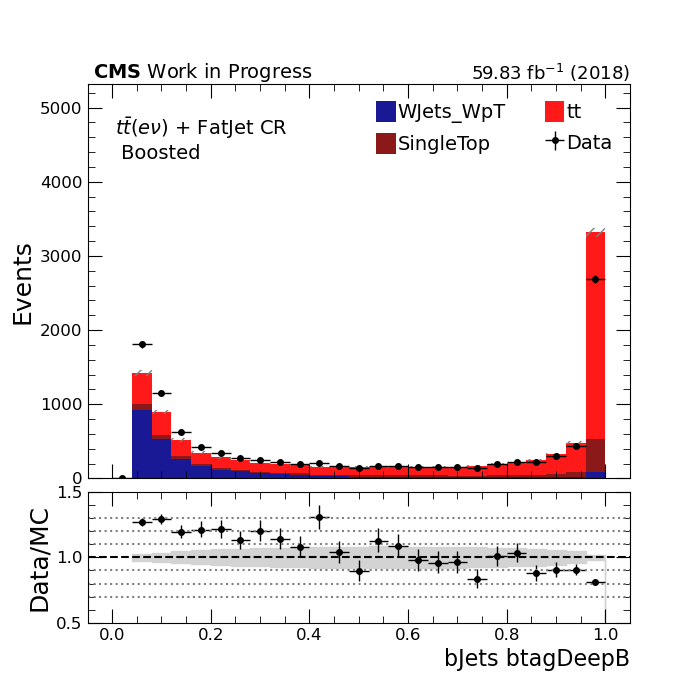 CMS Work in Progress 59.83 fb⁻¹ (2018)
tt̄(eν) + FatJet CR
Boosted
WJets_WpT tt
SingleTop Data
Events
5000
4000
3000
2000
1000
0
Data/MC
1.5
1.0
0.5
0.0 0.2 0.4 0.6 0.8 1.0
bJets btagDeepB